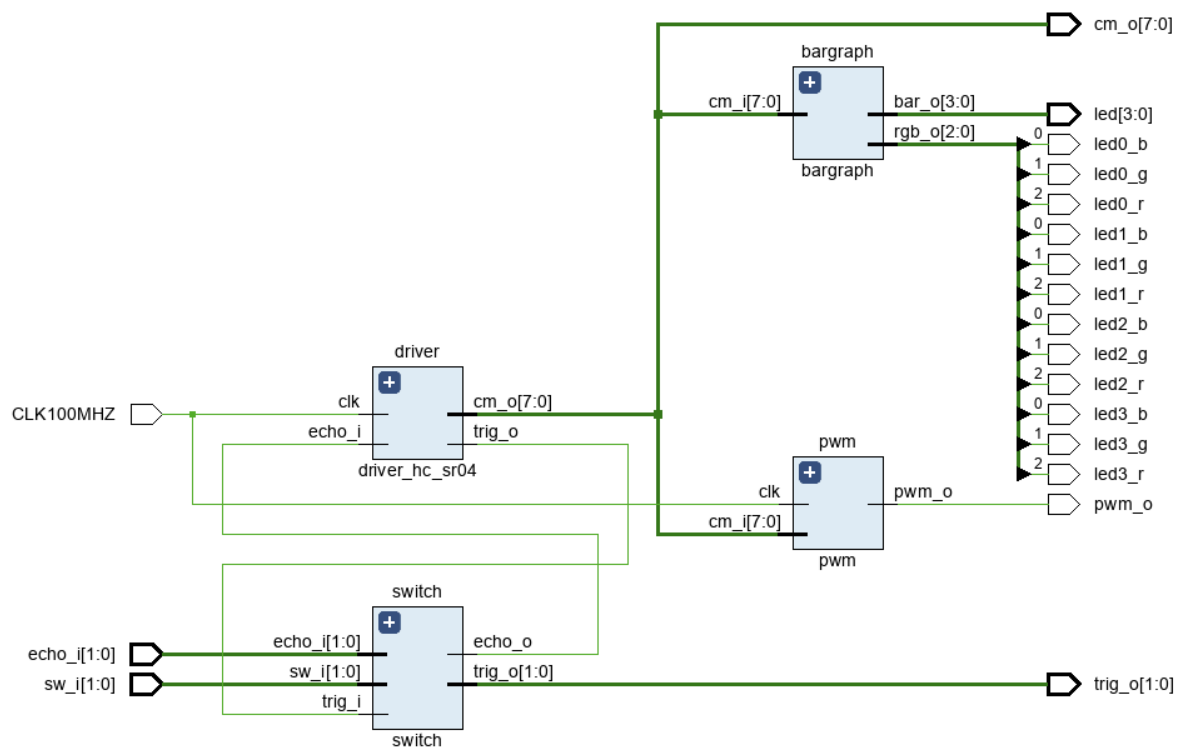 cm_o[7:0]
bargraph
cm_i[7:0]
bar_o[3:0]
rgb_o[2:0]
bargraph
led[3:0]
0 led0_b
1 led0_g
2 led0_r
0 led1_b
1 led1_g
2 led1_r
0 led2_b
1 led2_g
2 led2_r
0 led3_b
1 led3_g
2 led3_r
driver
CLK100MHZ
clk
echo_i
cm_o[7:0]
trig_o
driver_hc_sr04
pwm
clk
cm_i[7:0]
pwm_o
pwm
pwm_o
switch
echo_i[1:0]
sw_i[1:0]
echo_i[1:0]
sw_i[1:0]
trig_i
echo_o
trig_o[1:0]
switch
trig_o[1:0]